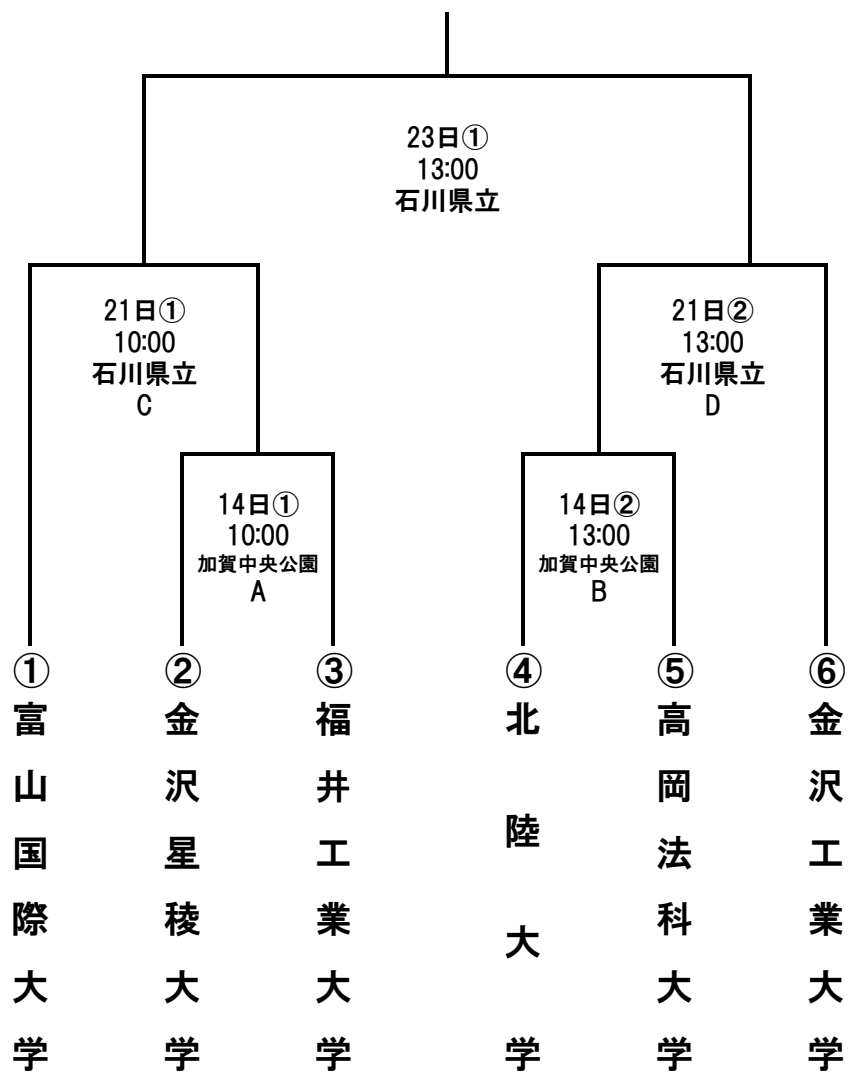 23日①
13:00
石川県立
21日①
10:00
石川県立
C
21日②
13:00
石川県立
D
14日①
10:00
加賀中央公園
A
14日②
13:00
加賀中央公園
B
①富山国際大学
②金沢星稜大学
③福井工業大学
④北陸大学
⑤高岡法科大学
⑥金沢工業大学